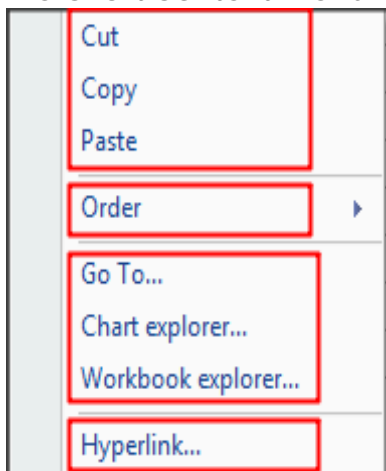 Cut
Copy
Paste
Order
Go To...
Chart explorer...
Workbook explorer...
Hyperlink...